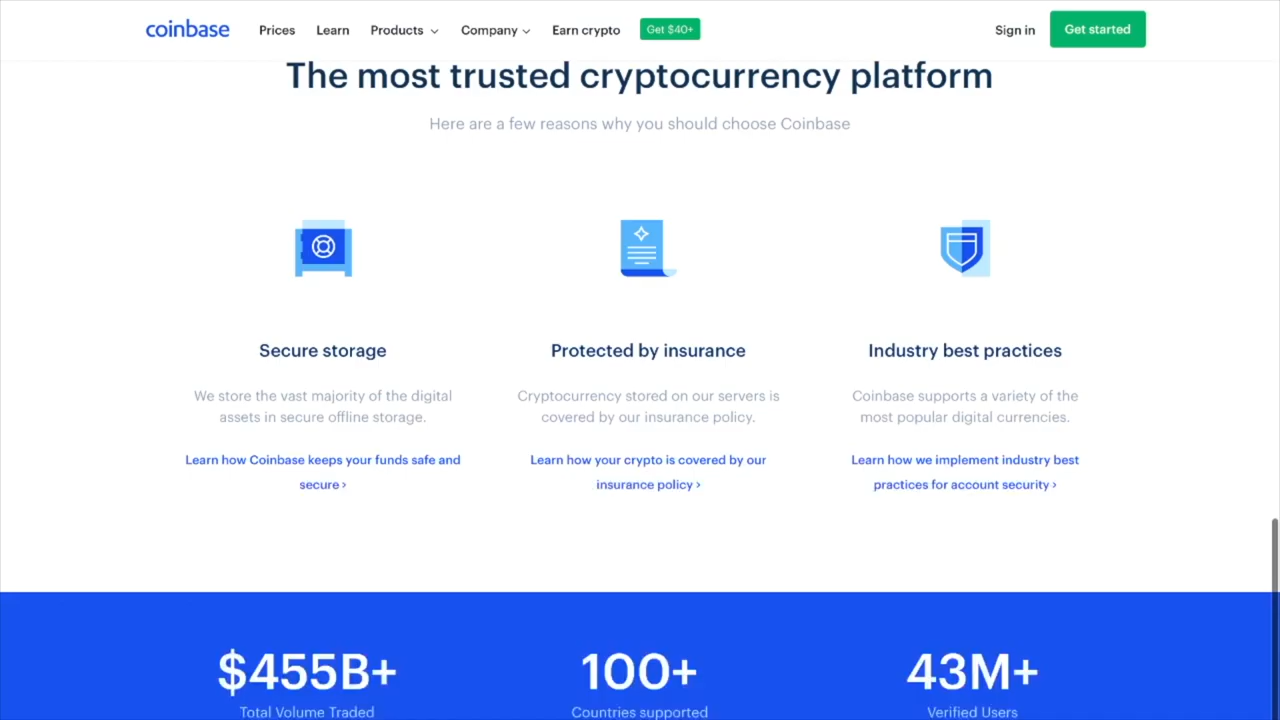 coinbase Prices Learn Products Company Earn crypto Get $40+ Sign in Get started
The most trusted cryptocurrency platform
Here are a few reasons why you should choose Coinbase
Secure storage
We store the vast majority of the digital
assets in secure offline storage.
Learn how Coinbase keeps your funds safe and
secure ›
Protected by insurance
Cryptocurrency stored on our servers is
covered by our insurance policy.
Learn how your crypto is covered by our
insurance policy ›
Industry best practices
Coinbase supports a variety of the
most popular digital currencies.
Learn how we implement industry best
practices for account security ›
$455B+
Total Volume Traded
100+
Countries supported
43M+
Verified Users